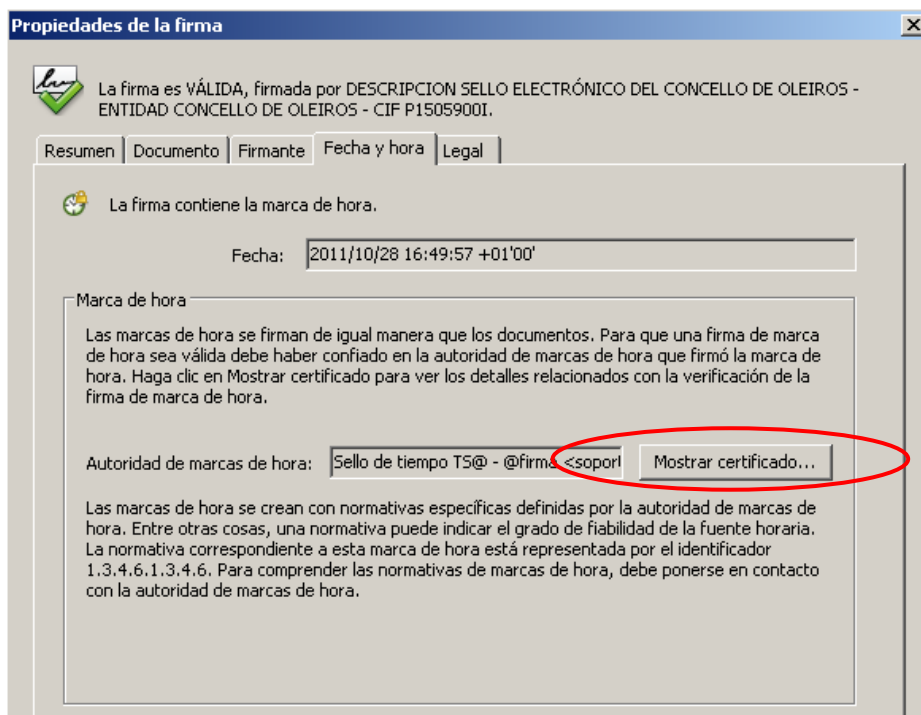 Propiedades de la firma
La firma es VÁLIDA, firmada por DESCRIPCION SELLO ELECTRÓNICO DEL CONCELLO DE OLEIROS -
ENTIDAD CONCELLO DE OLEIROS - CIF P1505900I.
Resumen Documento Firmante Fecha y hora Legal
La firma contiene la marca de hora.
Fecha: 2011/10/28 16:49:57 +01'00'
Marca de hora
Las marcas de hora se firman de igual manera que los documentos. Para que una firma de marca
de hora sea válida debe haber confiado en la autoridad de marcas de hora que firmó la marca de
hora. Haga clic en Mostrar certificado para ver los detalles relacionados con la verificación de la
firma de marca de hora.
Autoridad de marcas de hora: Sello de tiempo TS@ - @firma <sopor Mostrar certificado...
Las marcas de hora se crean con normativas específicas definidas por la autoridad de marcas de
hora. Entre otras cosas, una normativa puede indicar el grado de fiabilidad de la fuente horaria.
La normativa correspondiente a esta marca de hora está representada por el identificador
1.3.4.6.1.3.4.6. Para comprender las normativas de marcas de hora, debe ponerse en contacto
con la autoridad de marcas de hora.